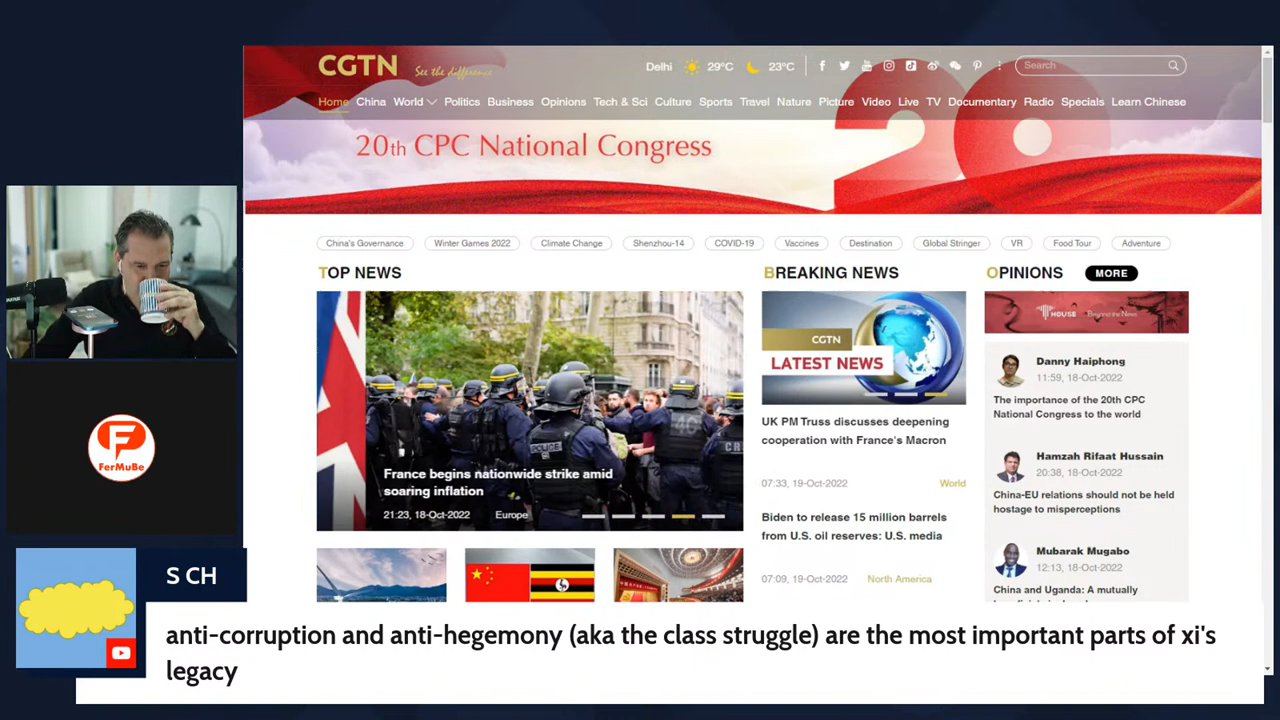 CGTN See the difference
Delhi 29°C 23°C
Search
Home China World Politics Business Opinions Tech & Sci Culture Sports Travel Nature Picture Video Live TV Documentary Radio Specials Learn Chinese
20th CPC National Congress
20
China's Governance Winter Games 2022 Climate Change Shenzhou-14 COVID-19 Vaccines Destination Global Stringer VR Food Tour Adventure
TOP NEWS
France begins nationwide strike amid
soaring inflation
21:23, 18-Oct-2022 Europe
POLICE
BREAKING NEWS
CGTN
LATEST NEWS
UK PM Truss discusses deepening
cooperation with France's Macron
07:33, 19-Oct-2022 World
Biden to release 15 million barrels
from U.S. oil reserves: U.S. media
07:09, 19-Oct-2022 North America
OPINIONS MORE
HOUSE Beyond the News
Danny Haiphong
11:59, 18-Oct-2022
The importance of the 20th CPC
National Congress to the world
Hamzah Rifaat Hussain
20:38, 18-Oct-2022
China-EU relations should not be held
hostage to misperceptions
Mubarak Mugabo
12:13, 18-Oct-2022
China and Uganda: A mutually
F
FerMuBe
S CH
anti-corruption and anti-hegemony (aka the class struggle) are the most important parts of xi's
legacy